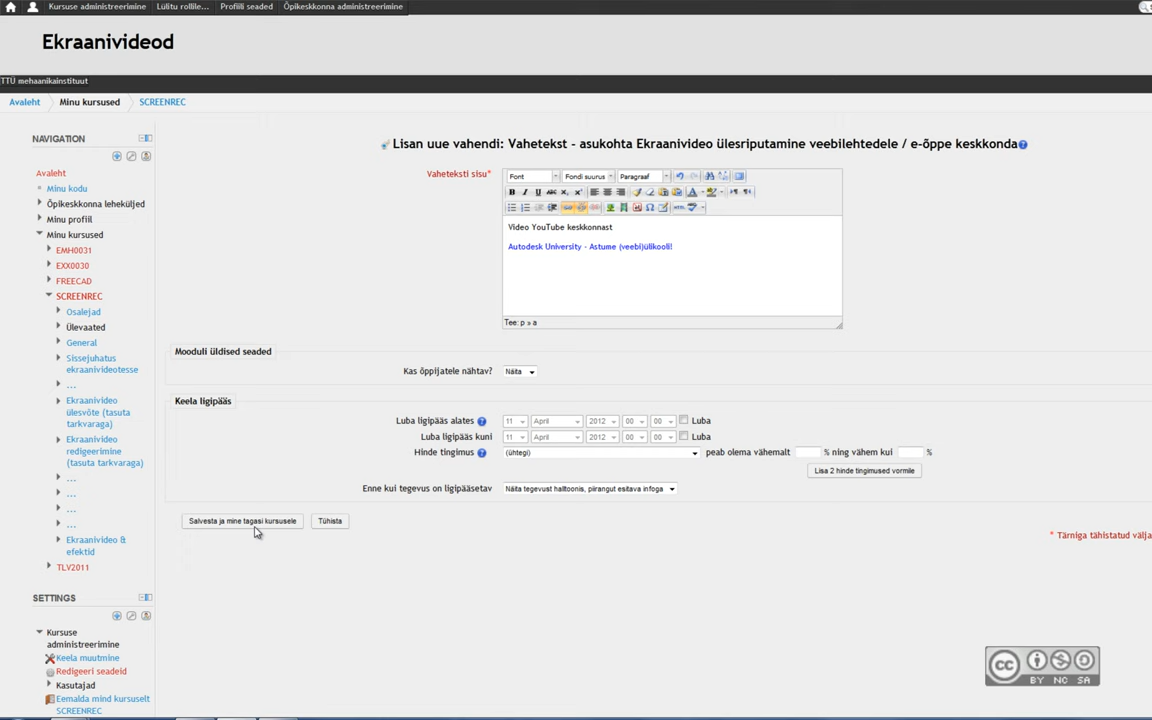 Kursuse administreerimine Lülitu rollile... Profiili seaded Õpikeskkonna administreerimine
Ekraanivideod
TTÜ mehaanikainstituut
Avaleht Minu kursused SCREENREC
NAVIGATION
Avaleht
Minu kodu
Õpikeskkonna leheküljed
Minu profiil
Minu kursused
EMH0031
EXX0030
FREECAD
SCREENREC
Osalejad
Ülevaated
General
Sissejuhatus
ekraanivideotesse
...
Ekraanivideo
ülesvõte (tasuta
tarkvaraga)
Ekraanivideo
redigeerimine
(tasuta tarkvaraga)
...
...
...
...
Ekraanivideo &
efektid
TLV2011
SETTINGS
Kursuse
administreerimine
Keela muutmine
Redigeeri seadeid
Kasutajad
Eemalda mind kursuselt
SCREENREC
Lisan uue vahendi: Vahetekst - asukohta Ekraanivideo ülesriputamine veebilehtedele / e-õppe keskkonda
Vaheteksti sisu*
Font Fondi suurus Paragraaf
Video YouTube keskkonnast
Autodesk University - Astume (veebi)ülikooli!
Tee: p » a
Mooduli üldised seaded
Kas õppijatele nähtav? Näita
Keela ligipääs
Luba ligipääs alates 11 April 2012 00 00 Luba
Luba ligipääs kuni 11 April 2012 00 00 Luba
Hinde tingimus (ühtegi) peab olema vähemalt % ning vähem kui %
Lisa 2 hinde tingimused vormile
Enne kui tegevus on ligipääsetav Näita tegevust halltoonis, piirangut esitava infoga
Salvesta ja mine tagasi kursusele Tühista
* Tärniga tähistatud välja
cc BY NC SA